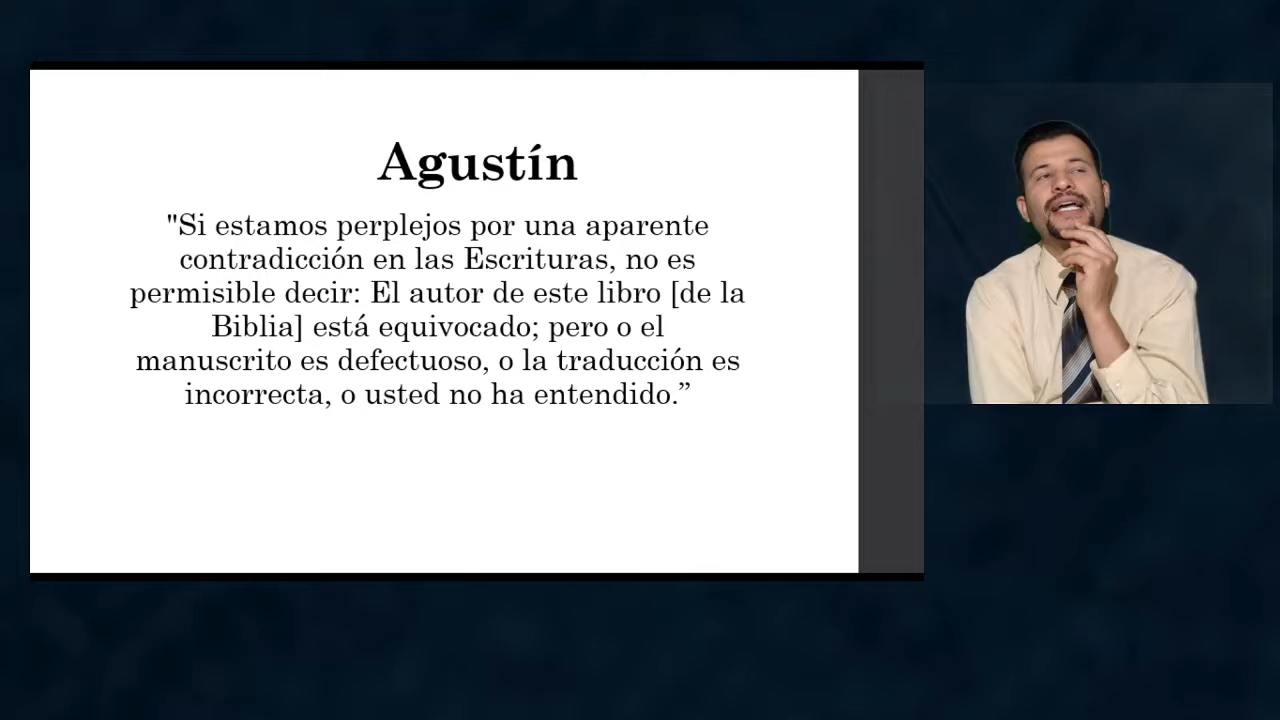 Agustín
"Si estamos perplejos por una aparente
contradicción en las Escrituras, no es
permisible decir: El autor de este libro [de la
Biblia] está equivocado; pero o el
manuscrito es defectuoso, o la traducción es
incorrecta, o usted no ha entendido.”